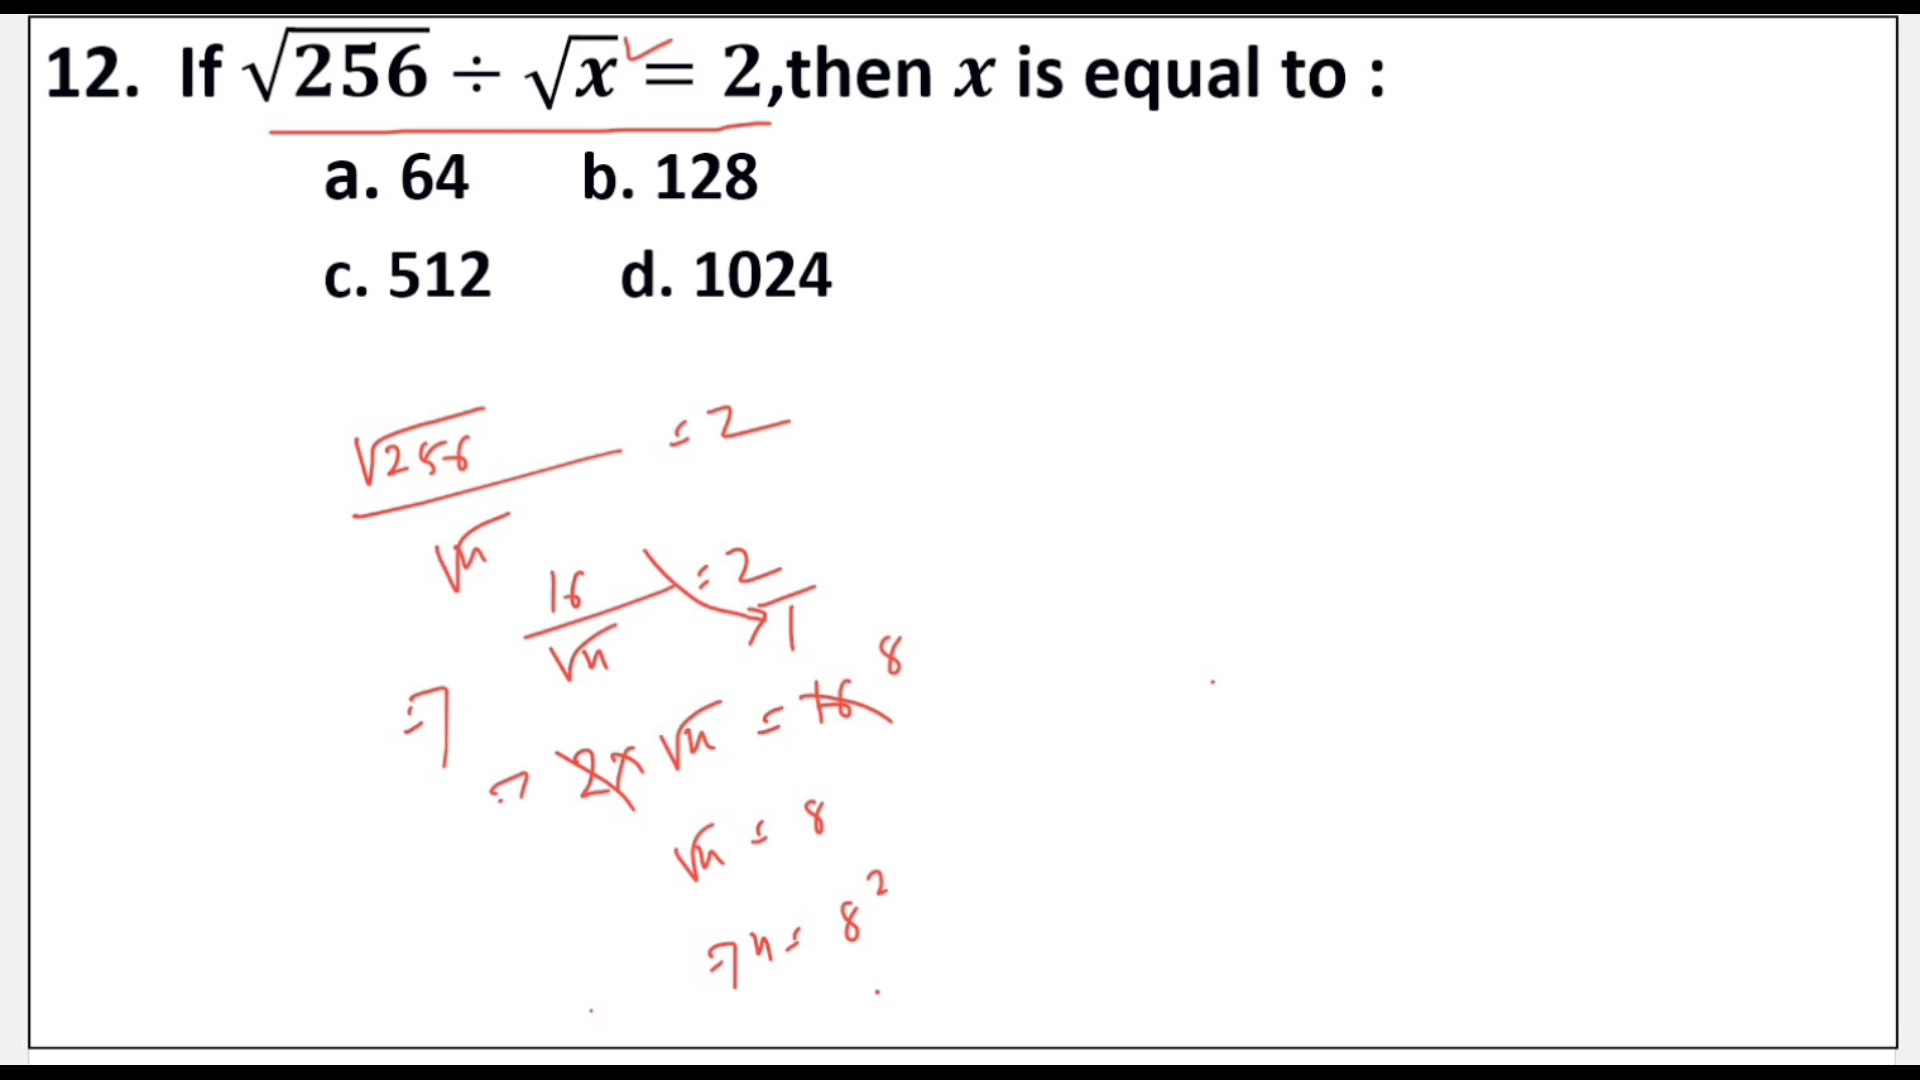 12. If √256 ÷ √x = 2,then x is equal to :
a. 64 b. 128
c. 512 d. 1024
√256 / √x = 2
16 / √x = 2 / 1
⇒
⇒ 2 × √x = 16 8
√x = 8
⇒ x = 8²